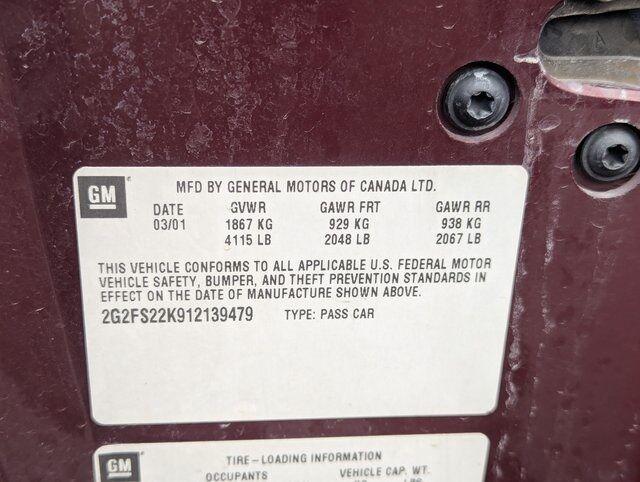 GM MFD BY GENERAL MOTORS OF CANADA LTD.
DATE GVWR GAWR FRT GAWR RR
03/01 1867 KG 929 KG 938 KG
4115 LB 2048 LB 2067 LB
THIS VEHICLE CONFORMS TO ALL APPLICABLE U.S. FEDERAL MOTOR
VEHICLE SAFETY, BUMPER, AND THEFT PREVENTION STANDARDS IN
EFFECT ON THE DATE OF MANUFACTURE SHOWN ABOVE.
2G2FS22K912139479 TYPE: PASS CAR
GM TIRE-LOADING INFORMATION
OCCUPANTS VEHICLE CAP. WT.